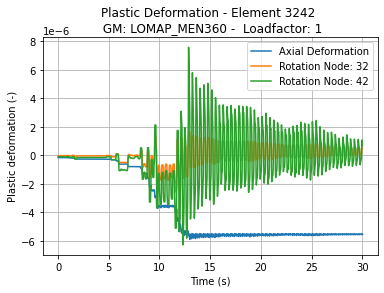 Plastic Deformation - Element 3242
GM: LOMAP_MEN360 -  Loadfactor: 1
1e−6
Axial Deformation
Rotation Node: 32
Rotation Node: 42
8
6
4
2
0
−2
−4
−6
Plastic deformation (-)
0 5 10 15 20 25 30
Time (s)